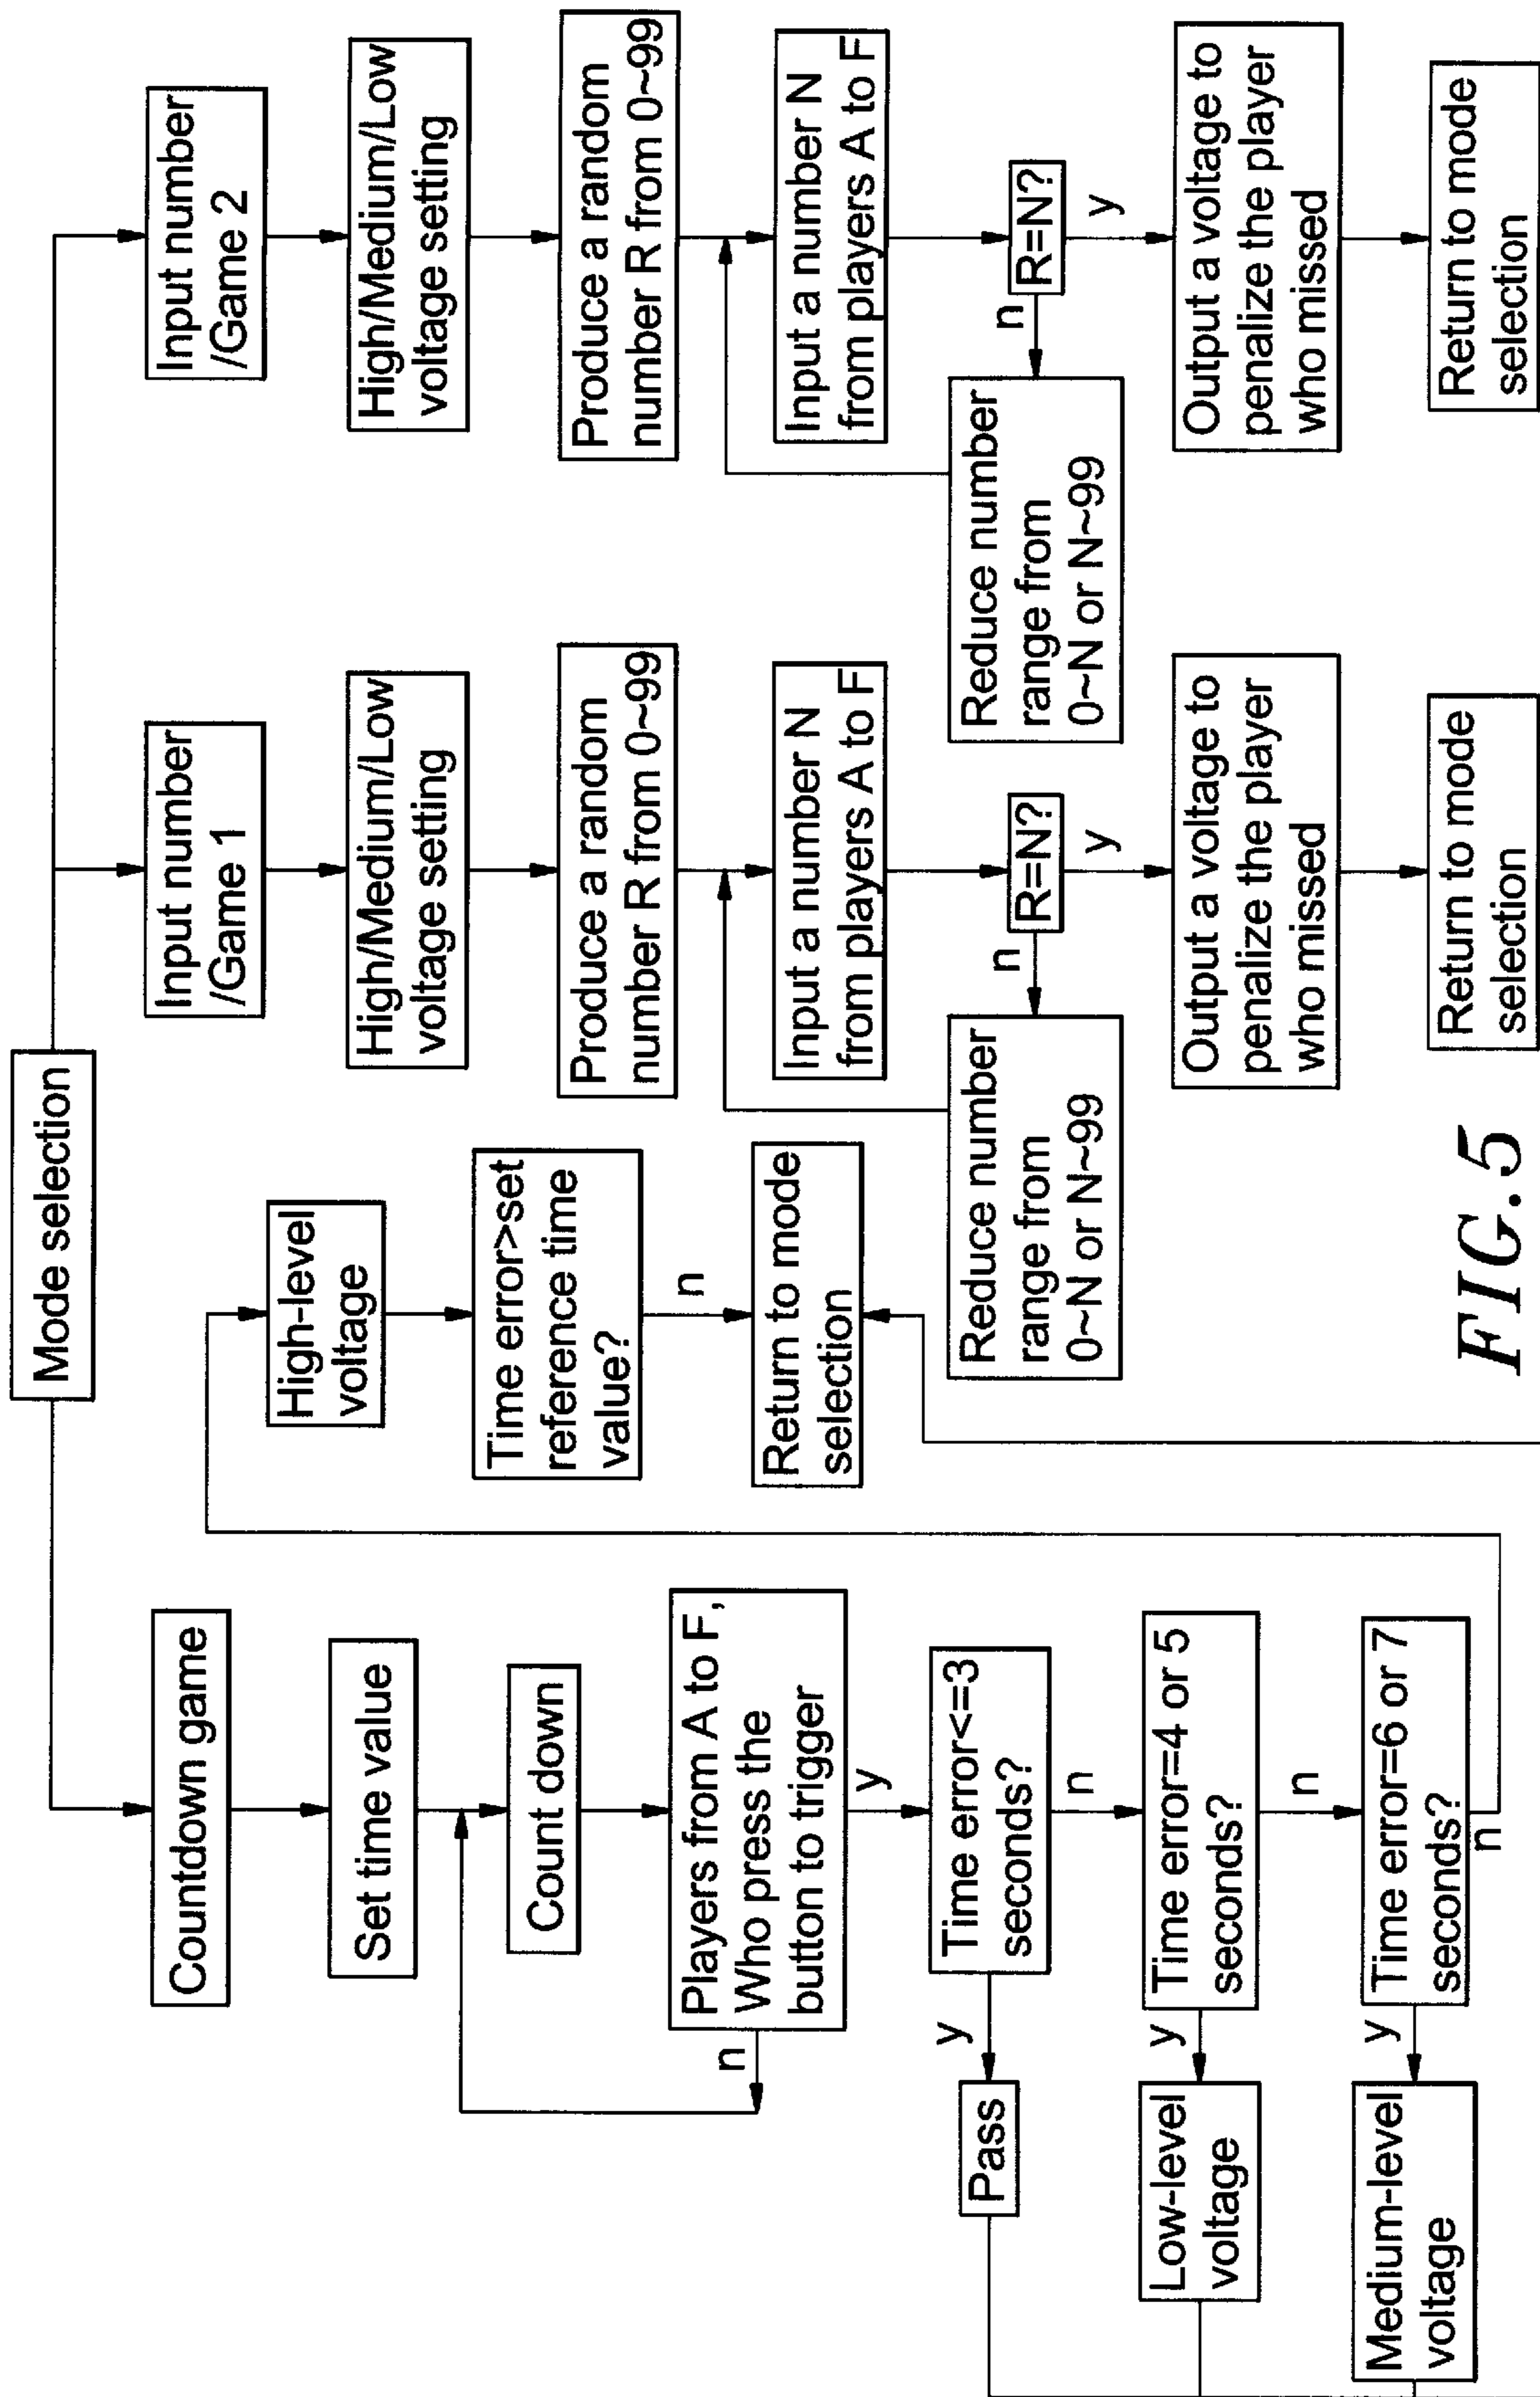 Mode selection
Countdown game
Set time value
Count down
Players from A to F,
Who press the
button to trigger
n
y
Time error<=3
seconds?
y
Pass
n
Time error=4 or 5
seconds?
y
Low-level
voltage
n
Time error=6 or 7
seconds?
y
Medium-level
voltage
n
High-level
voltage
Time error>set
reference time
value?
n
Return to mode
selection
Input number
/Game 1
High/Medium/Low
voltage setting
Produce a random
number R from 0~99
Input a number N
from players A to F
R=N?
n
Reduce number
range from
0~N or N~99
y
Output a voltage to
penalize the player
who missed
Return to mode
selection
Input number
/Game 2
High/Medium/Low
voltage setting
Produce a random
number R from 0~99
Input a number N
from players A to F
R=N?
n
Reduce number
range from
0~N or N~99
y
Output a voltage to
penalize the player
who missed
Return to mode
selection
FIG.5